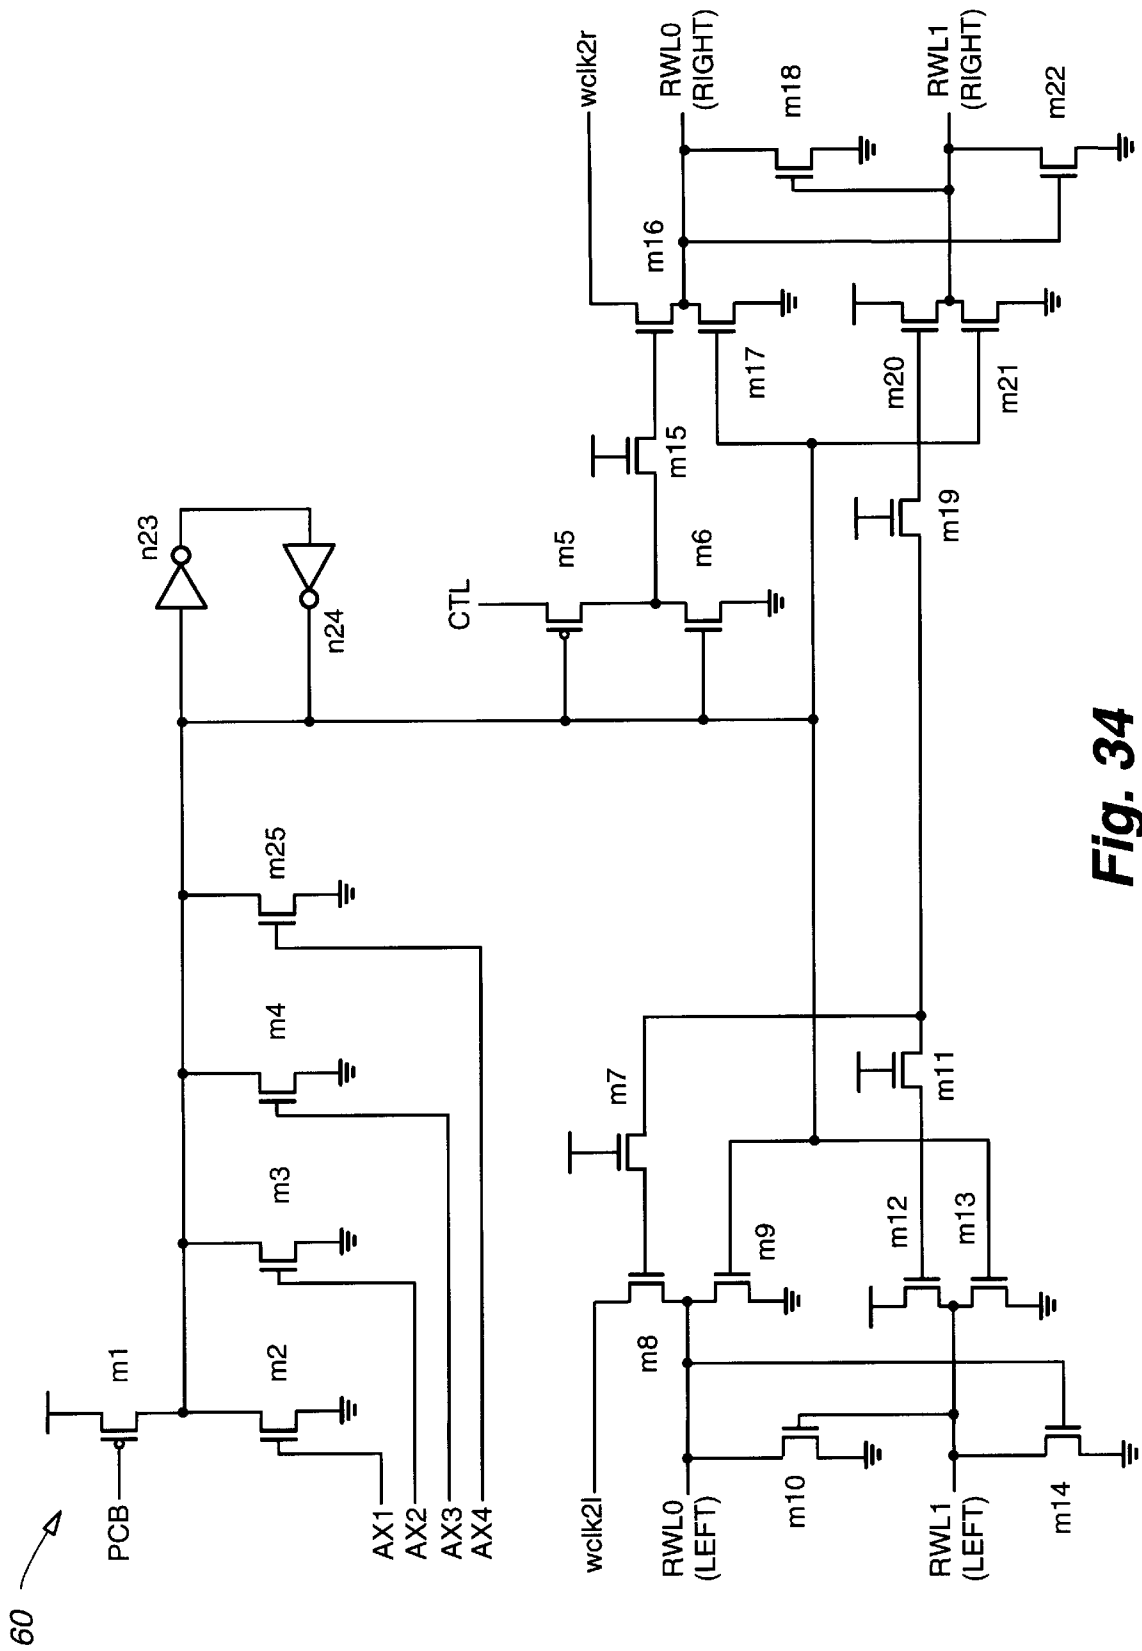 60
PCB
m1
m2
m3
m4
m25
n23
n24
AX1
AX2
AX3
AX4
CTL
m5
m6
wclk2l
RWL0
(LEFT)
m7
m8
m9
m10
RWL1
(LEFT)
m11
m12
m13
m14
m15
m16
m17
m18
m19
m20
m21
m22
wclk2r
RWL0
(RIGHT)
RWL1
(RIGHT)
Fig. 34